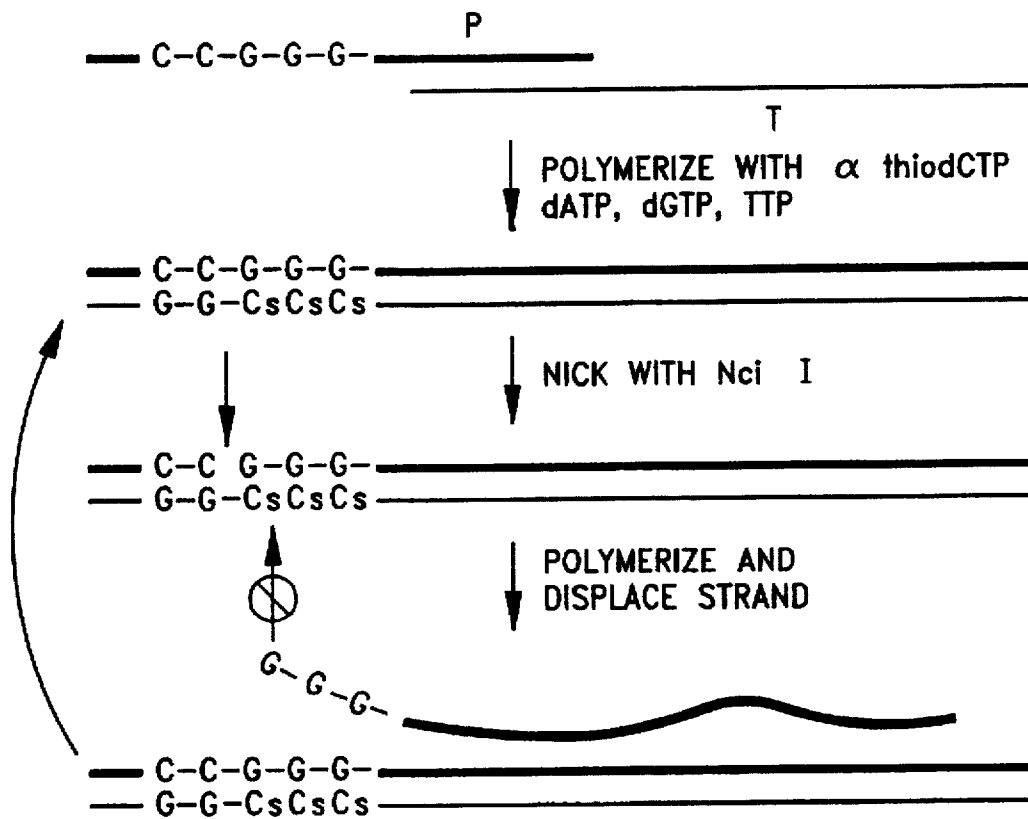 P
C-C-G-G-G-
T
POLYMERIZE WITH α thiodCTP
dATP, dGTP, TTP
C-C-G-G-G-
G-G-CsCsCs
NICK WITH Nci I
C-C G-G-G-
G-G-CsCsCs
POLYMERIZE AND
DISPLACE STRAND
G-G-G-
C-C-G-G-G-
G-G-CsCsCs